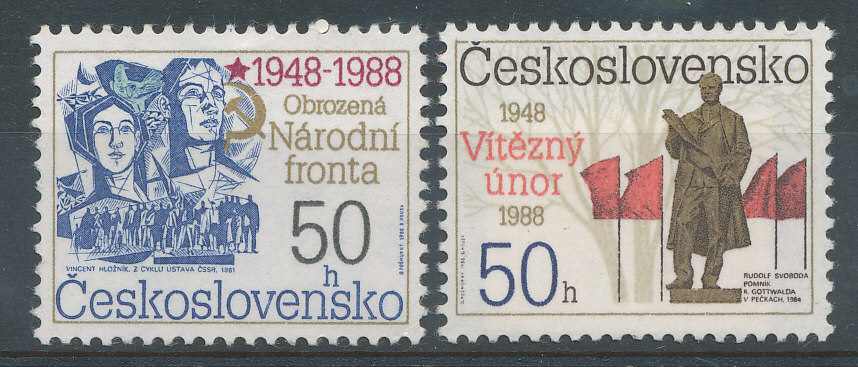 ★1948-1988
Obrozená
Národní
fronta
50
h
VINCENT HLOŽNÍK, Z CYKLU ÚSTAVA ČSSR, 1961
Československo
Československo
1948
Vítězný
únor
1988
50 h
RUDOLF SVOBODA
POMNÍK
K. GOTTWALDA
V PEČKÁCH, 1984